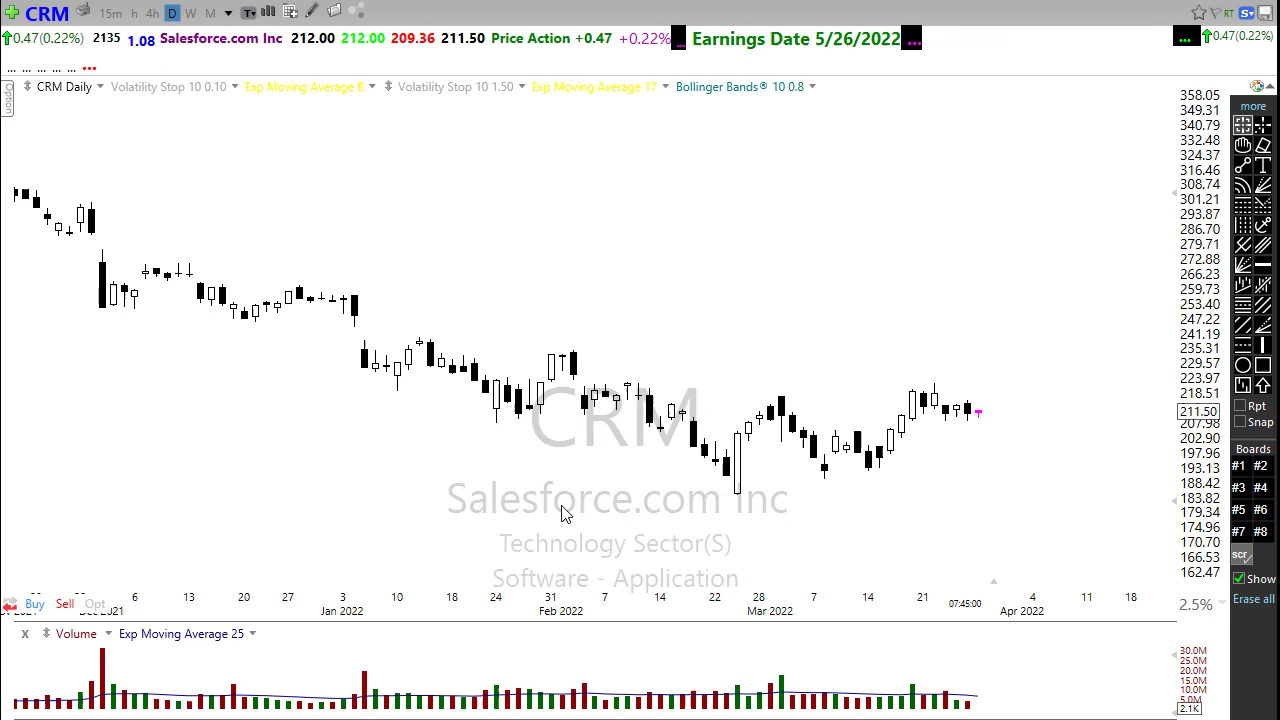 CRM 15m h 4h D W M T RT S
0.47(0.22%) 2135 1.08 Salesforce.com Inc 212.00 212.00 209.36 211.50 Price Action +0.47 +0.22% ... Earnings Date 5/26/2022 ... ... 0.47(0.22%)
... ... ... ... ... ...
Option CRM Daily Volatility Stop 10 0.10 Exp Moving Average 8 Volatility Stop 10 1.50 Exp Moving Average 17 Bollinger Bands® 10 0.8
358.05
more
349.31
340.79
332.48
324.37
316.46
308.74
301.21
293.87
286.70
279.71
272.88
266.23
259.73
253.40
247.22
241.19
235.31
229.57
223.97
218.51
211.50
207.98
202.90
197.96
193.13
188.42
183.82
179.34
174.96
170.70
166.53
162.47
Rpt
Snap
Boards
#1 #2
#3 #4
#5 #6
#7 #8
scr
Show
Erase all
CRM
Salesforce.com Inc
Technology Sector(S)
Software - Application
6 13 20 27 3 10 18 24 31 7 14 22 28 7 14 21 4 11 18
Buy Sell Opt
2021 Jan 2022 Feb 2022 Mar 2022 07:45:00 Apr 2022
2.5%
X Volume Exp Moving Average 25
30.0M
25.0M
20.0M
15.0M
10.0M
5.0M
2.1K